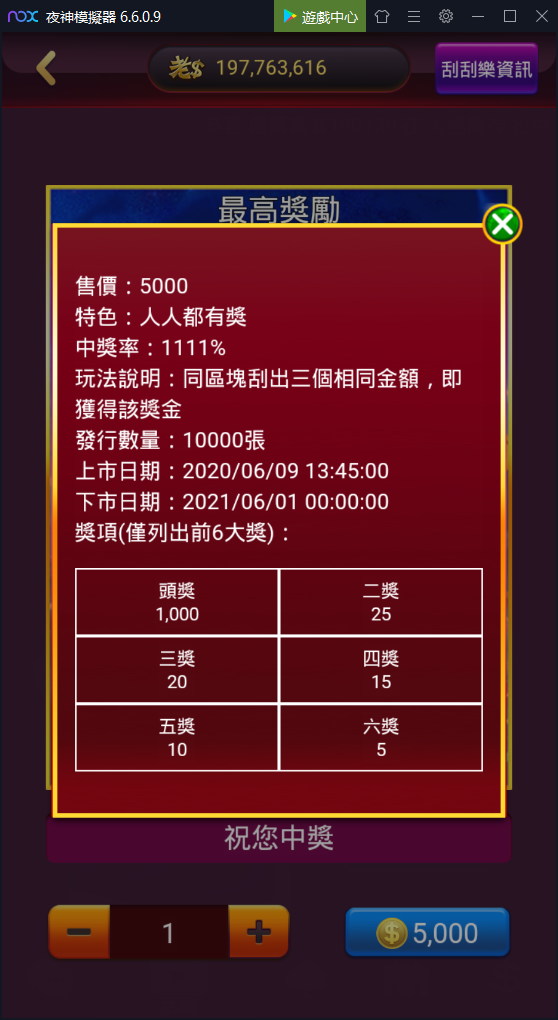 nox 夜神模擬器 6.6.0.9 遊戲中心
老$ 197,763,616 刮刮樂資訊
最高獎勵
售價：5000
特色：人人都有獎
中獎率：1111%
玩法說明：同區塊刮出三個相同金額，即
獲得該獎金
發行數量：10000張
上市日期：2020/06/09 13:45:00
下市日期：2021/06/01 00:00:00
獎項(僅列出前6大獎)：
頭獎 二獎
1,000 25
三獎 四獎
20 15
五獎 六獎
10 5
祝您中獎
- 1 + $ 5,000